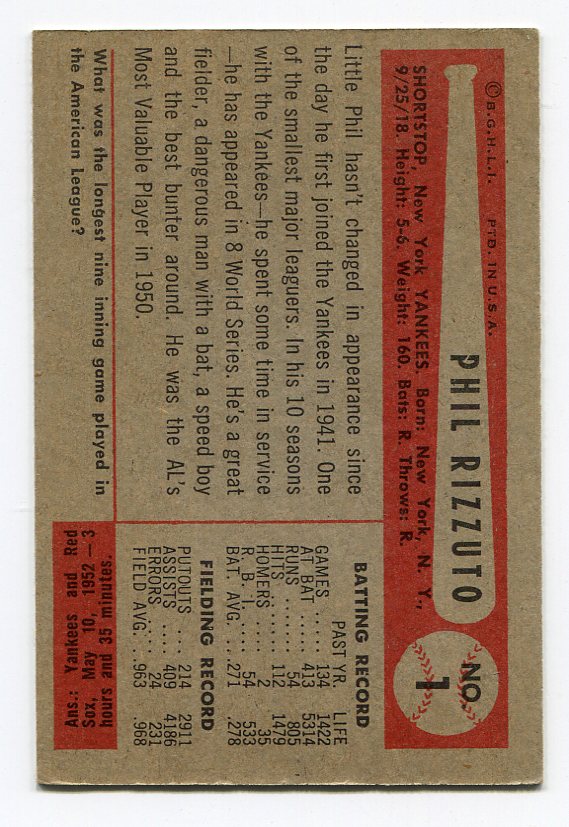 ©B.G.H.L.I. PTD. IN U.S.A.
PHIL RIZZUTO
NO.
1
SHORTSTOP, New York YANKEES. Born: New York, N. Y.,
9/25/18. Height: 5-6. Weight: 160. Bats: R. Throws: R.
Little Phil hasn't changed in appearance since
the day he first joined the Yankees in 1941. One
of the smallest major leaguers. In his 10 seasons
with the Yankees—he spent some time in service
—he has appeared in 8 World Series. He's a great
fielder, a dangerous man with a bat, a speed boy
and the best bunter around. He was the AL's
Most Valuable Player in 1950.
What was the longest nine inning game played in
the American League?
BATTING RECORD
PAST YR. LIFE
GAMES .... 134 1422
AT BAT .... 413 5314
RUNS .... 54 805
HITS .... 112 1479
HOMERS .... 2 35
R. B. I. .... 54 533
BAT. AVG. .. .271 .278
FIELDING RECORD
PUTOUTS ... 214 2911
ASSISTS ... 409 4186
ERRORS .... 24 231
FIELD AVG. .. .963 .968
Ans.: Yankees and Red
Sox, May 10, 1952 — 3
hours and 35 minutes.